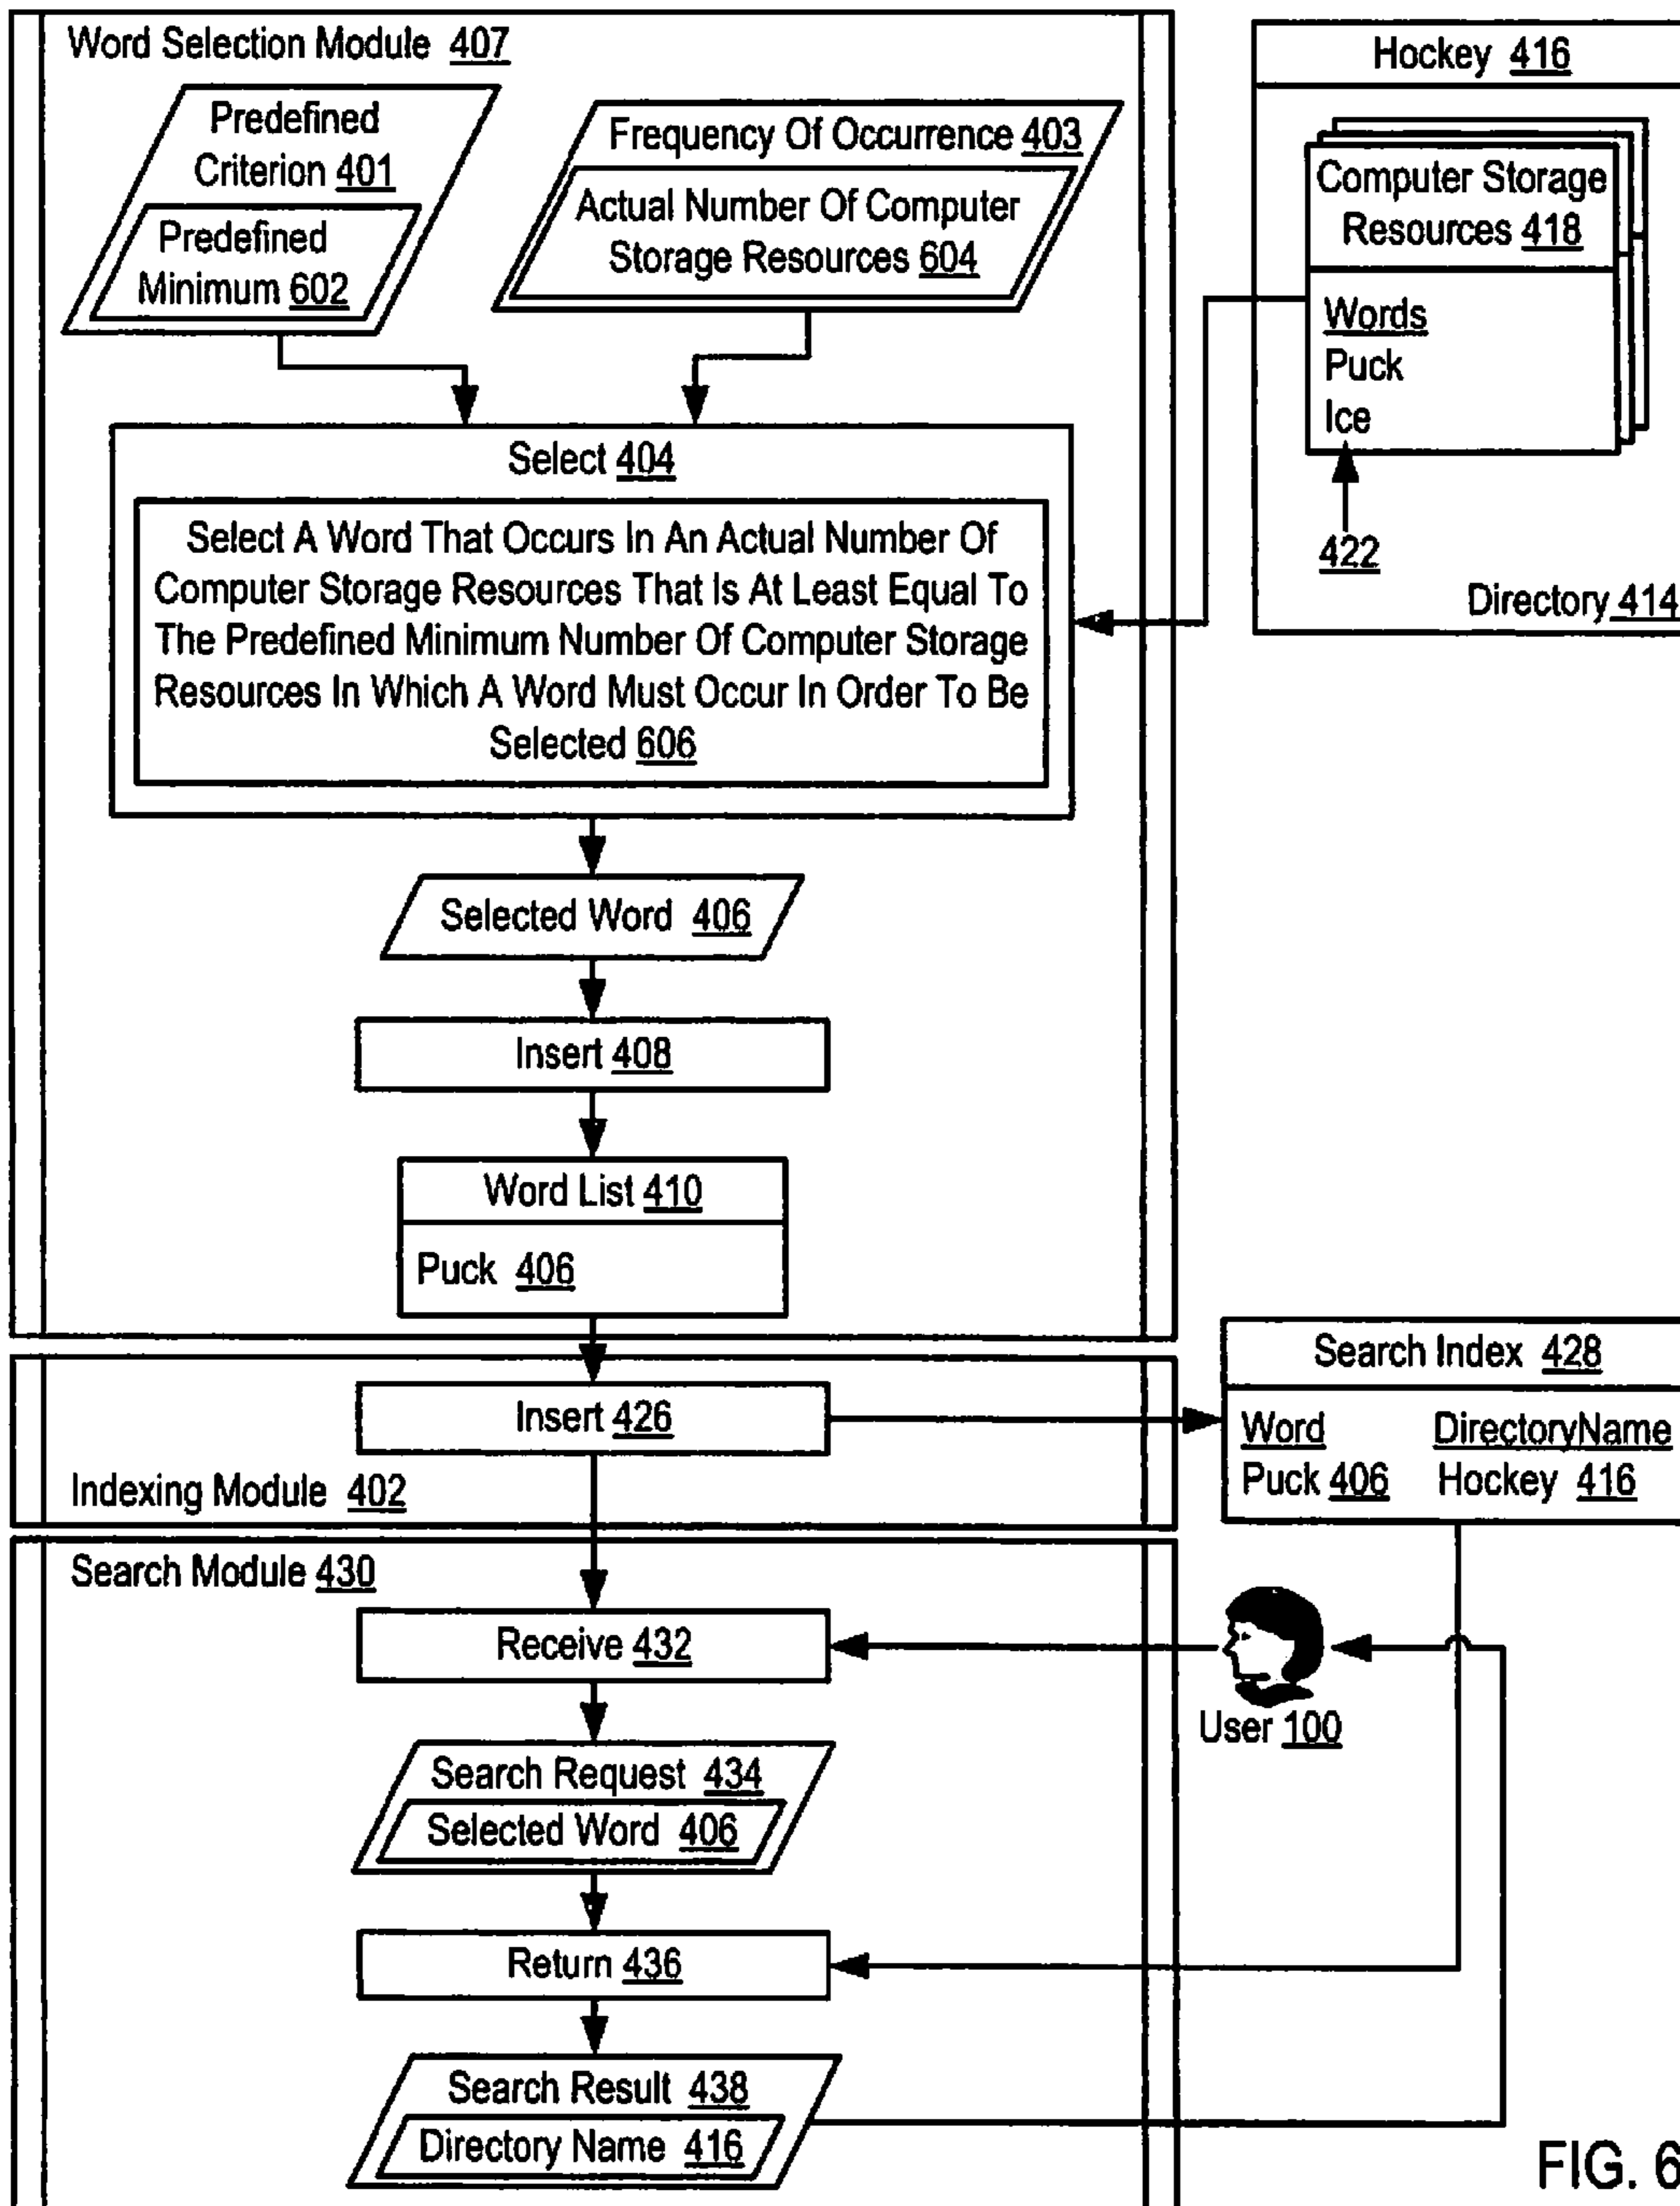 Word Selection Module 407
Predefined
Criterion 401
Predefined
Minimum 602
Frequency Of Occurrence 403
Actual Number Of Computer
Storage Resources 604
Hockey 416
Computer Storage
Resources 418
Words
Puck
Ice
422
Directory 414
Select 404
Select A Word That Occurs In An Actual Number Of
Computer Storage Resources That Is At Least Equal To
The Predefined Minimum Number Of Computer Storage
Resources In Which A Word Must Occur In Order To Be
Selected 606
Selected Word 406
Insert 408
Word List 410
Puck 406
Insert 426
Indexing Module 402
Search Index 428
Word DirectoryName
Puck 406 Hockey 416
Search Module 430
Receive 432
User 100
Search Request 434
Selected Word 406
Return 436
Search Result 438
Directory Name 416
FIG. 6